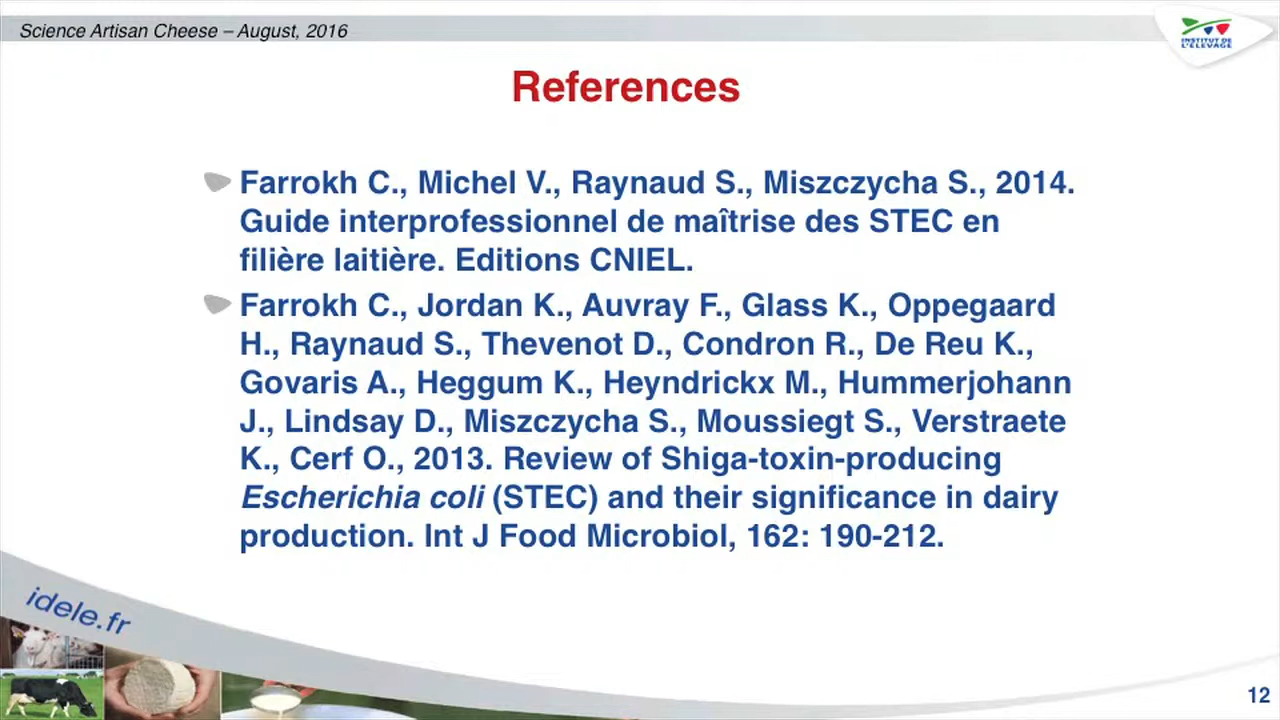 Science Artisan Cheese – August, 2016
INSTITUT DE
L'ELEVAGE
References
Farrokh C., Michel V., Raynaud S., Miszczycha S., 2014.
Guide interprofessionnel de maîtrise des STEC en
filière laitière. Editions CNIEL.
Farrokh C., Jordan K., Auvray F., Glass K., Oppegaard
H., Raynaud S., Thevenot D., Condron R., De Reu K.,
Govaris A., Heggum K., Heyndrickx M., Hummerjohann
J., Lindsay D., Miszczycha S., Moussiegt S., Verstraete
K., Cerf O., 2013. Review of Shiga-toxin-producing
Escherichia coli (STEC) and their significance in dairy
production. Int J Food Microbiol, 162: 190-212.
idele.fr
12